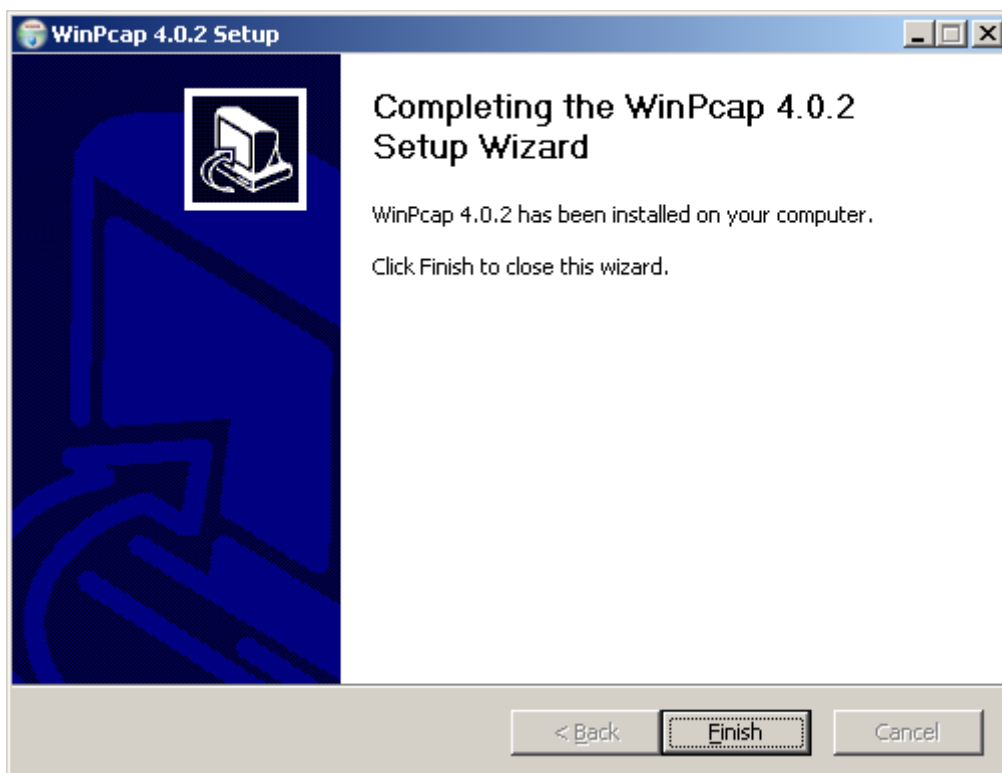 WinPcap 4.0.2 Setup
Completing the WinPcap 4.0.2
Setup Wizard
WinPcap 4.0.2 has been installed on your computer.
Click Finish to close this wizard.
< Back Finish Cancel